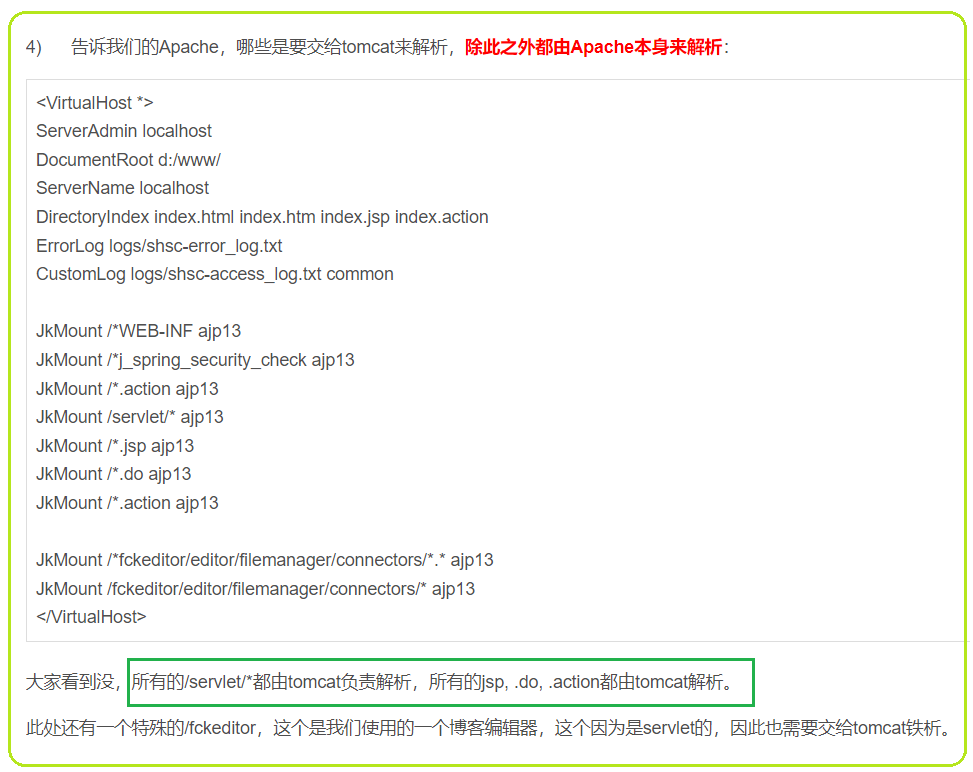 4) 告诉我们的Apache，哪些是要交给tomcat来解析，除此之外都由Apache本身来解析：
<VirtualHost *>
ServerAdmin localhost
DocumentRoot d:/www/
ServerName localhost
DirectoryIndex index.html index.htm index.jsp index.action
ErrorLog logs/shsc-error_log.txt
CustomLog logs/shsc-access_log.txt common
JkMount /*WEB-INF ajp13
JkMount /*j_spring_security_check ajp13
JkMount /*.action ajp13
JkMount /servlet/* ajp13
JkMount /*.jsp ajp13
JkMount /*.do ajp13
JkMount /*.action ajp13
JkMount /*fckeditor/editor/filemanager/connectors/*.* ajp13
JkMount /fckeditor/editor/filemanager/connectors/* ajp13
</VirtualHost>
大家看到没，所有的/servlet/*都由tomcat负责解析，所有的jsp, .do, .action都由tomcat解析。
此处还有一个特殊的/fckeditor，这个是我们使用的一个博客编辑器，这个因为是servlet的，因此也需要交给tomcat铁析。